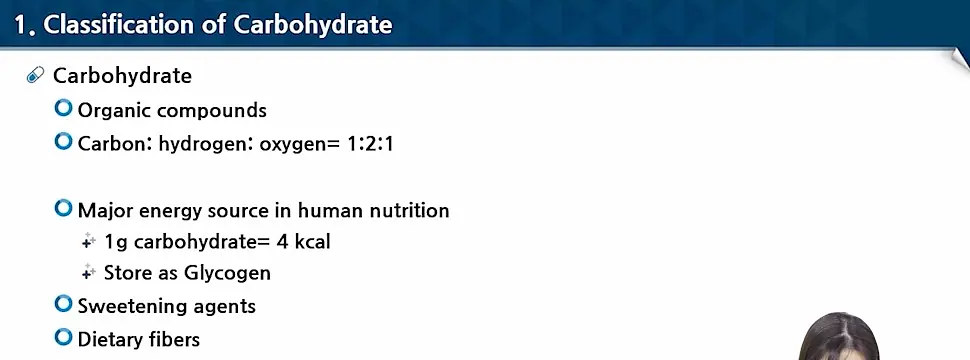 1. Classification of Carbohydrate
Carbohydrate
Organic compounds
Carbon: hydrogen: oxygen= 1:2:1
Major energy source in human nutrition
1g carbohydrate= 4 kcal
Store as Glycogen
Sweetening agents
Dietary fibers